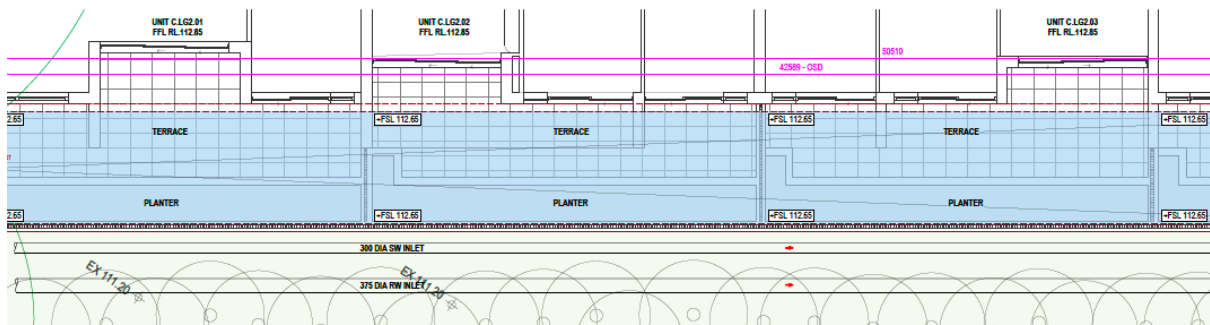 UNIT C.LG2.01
FFL RL.112.85
UNIT C.LG2.02
FFL RL.112.85
UNIT C.LG2.03
FFL RL.112.85
50510
42589 - OSD
2.65
+FSL 112.65
+FSL 112.65
+FSL 112.65
TERRACE
TERRACE
TERRACE
PLANTER
PLANTER
PLANTER
2.65
+FSL 112.65
+FSL 112.65
+FSL 112.65
300 DIA SW INLET
375 DIA RW INLET
EX 111.20
EX 111.20